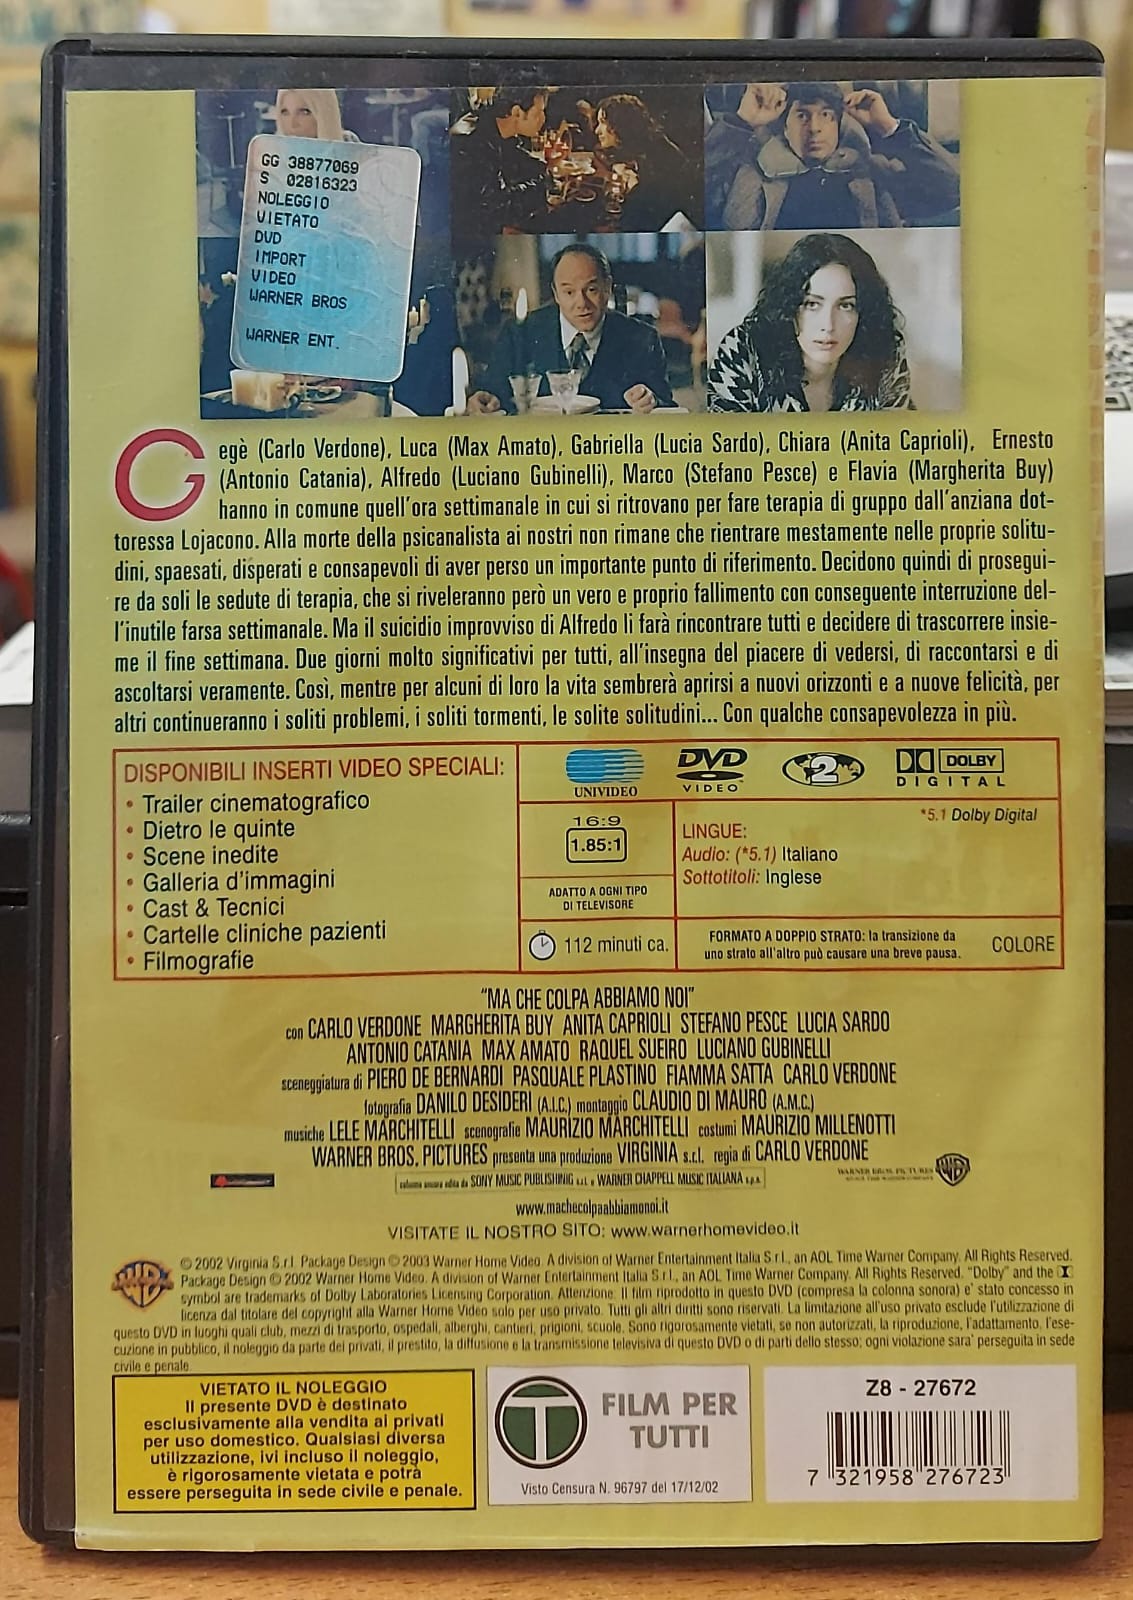 GG 38877069
S 02816323
NOLEGGIO
VIETATO
DVD
IMPORT
VIDEO
WARNER BROS
WARNER ENT.
Gegè (Carlo Verdone), Luca (Max Amato), Gabriella (Lucia Sardo), Chiara (Anita Caprioli), Ernesto
(Antonio Catania), Alfredo (Luciano Gubinelli), Marco (Stefano Pesce) e Flavia (Margherita Buy)
hanno in comune quell'ora settimanale in cui si ritrovano per fare terapia di gruppo dall'anziana dot-
toressa Lojacono. Alla morte della psicanalista ai nostri non rimane che rientrare mestamente nelle proprie solitu-
dini, spaesati, disperati e consapevoli di aver perso un importante punto di riferimento. Decidono quindi di prosegui-
re da soli le sedute di terapia, che si riveleranno però un vero e proprio fallimento con conseguente interruzione del-
l'inutile farsa settimanale. Ma il suicidio improvviso di Alfredo li farà rincontrare tutti e decidere di trascorrere insie-
me il fine settimana. Due giorni molto significativi per tutti, all'insegna del piacere di vedersi, di raccontarsi e di
ascoltarsi veramente. Così, mentre per alcuni di loro la vita sembrerà aprirsi a nuovi orizzonti e a nuove felicità, per
altri continueranno i soliti problemi, i soliti tormenti, le solite solitudini... Con qualche consapevolezza in più.
DISPONIBILI INSERTI VIDEO SPECIALI:
• Trailer cinematografico
• Dietro le quinte
• Scene inedite
• Galleria d'immagini
• Cast & Tecnici
• Cartelle cliniche pazienti
• Filmografie
UNIVIDEO
DVD
VIDEO
2
DOLBY
DIGITAL
16:9
1.85:1
ADATTO A OGNI TIPO
DI TELEVISORE
*5.1 Dolby Digital
LINGUE:
Audio: (*5.1) Italiano
Sottotitoli: Inglese
112 minuti ca.
FORMATO A DOPPIO STRATO: la transizione da
uno strato all'altro può causare una breve pausa.
COLORE
"MA CHE COLPA ABBIAMO NOI"
con CARLO VERDONE MARGHERITA BUY ANITA CAPRIOLI STEFANO PESCE LUCIA SARDO
ANTONIO CATANIA MAX AMATO RAQUEL SUEIRO LUCIANO GUBINELLI
sceneggiatura di PIERO DE BERNARDI PASQUALE PLASTINO FIAMMA SATTA CARLO VERDONE
fotografia DANILO DESIDERI (A.I.C.) montaggio CLAUDIO DI MAURO (A.M.C.)
musiche LELE MARCHITELLI scenografie MAURIZIO MARCHITELLI costumi MAURIZIO MILLENOTTI
WARNER BROS. PICTURES presenta una produzione VIRGINIA s.r.l. regia di CARLO VERDONE
colonna sonora edita da SONY MUSIC PUBLISHINIG s.r.l. e WARNER CHAPPELL MUSIC ITALIANA s.p.a.
WARNER BROS. PICTURES
www.machecolpaabbiamonoi.it
VISITATE IL NOSTRO SITO: www.warnerhomevideo.it
© 2002 Virginia S.r.l. Package Design © 2003 Warner Home Video. A division of Warner Entertainment Italia S.r.l., an AOL Time Warner Company. All Rights Reserved.
Package Design © 2002 Warner Home Video. A division of Warner Entertainment Italia S.r.l., an AOL Time Warner Company. All Rights Reserved. "Dolby" and the
symbol are trademarks of Dolby Laboratories Licensing Corporation. Attenzione. Il film riprodotto in questo DVD (compresa la colonna sonora) e' stato concesso in
licenza dal titolare del copyright alla Warner Home Video solo per uso privato. Tutti gli altri diritti sono riservati. La limitazione all'uso privato esclude l'utilizzazione di
questo DVD in luoghi quali club, mezzi di trasporto, ospedali, alberghi, cantieri, prigioni, scuole. Sono rigorosamente vietati, se non autorizzati, la riproduzione, l'adattamento, l'ese-
cuzione in pubblico, il noleggio da parte dei privati, il prestito, la diffusione e la transmissione televisiva di questo DVD o di parti dello stesso; ogni violazione sara' perseguita in sede
civile e penale.
VIETATO IL NOLEGGIO
Il presente DVD è destinato
esclusivamente alla vendita ai privati
per uso domestico. Qualsiasi diversa
utilizzazione, ivi incluso il noleggio,
è rigorosamente vietata e potrà
essere perseguita in sede civile e penale.
T
FILM PER
TUTTI
Visto Censura N. 96797 del 17/12/02
Z8 - 27672
7 321958 276723